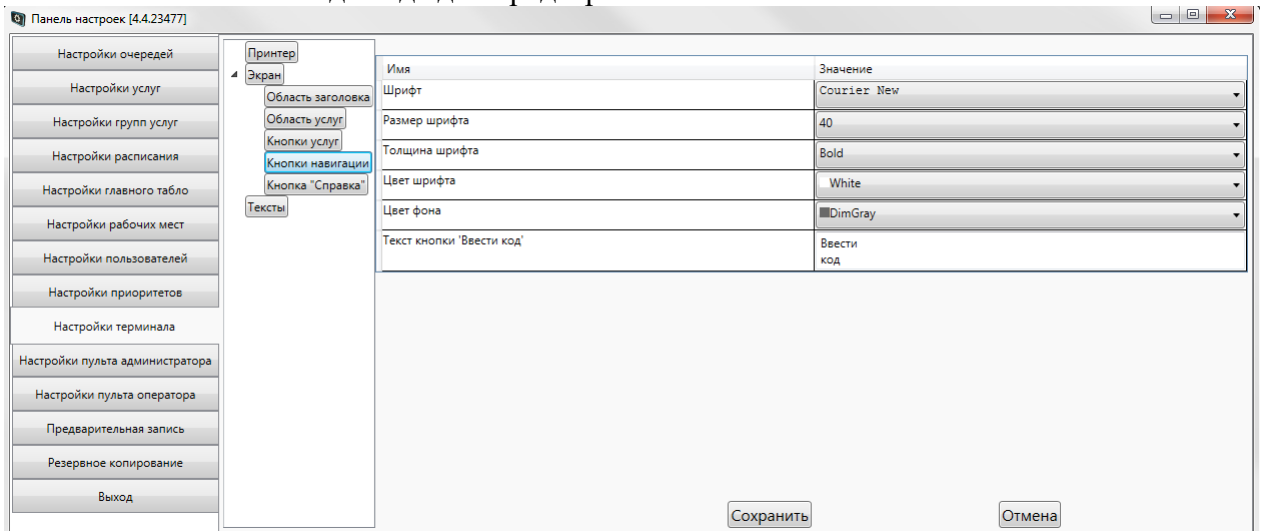 Панель настроек [4.4.23477]
Настройки очередей
Настройки услуг
Настройки групп услуг
Настройки расписания
Настройки главного табло
Настройки рабочих мест
Настройки пользователей
Настройки приоритетов
Настройки терминала
Настройки пульта администратора
Настройки пульта оператора
Предварительная запись
Резервное копирование
Выход
Принтер
Экран
Область заголовка
Область услуг
Кнопки услуг
Кнопки навигации
Кнопка "Справка"
Тексты
Имя Значение
Шрифт Courier New
Размер шрифта 40
Толщина шрифта Bold
Цвет шрифта White
Цвет фона DimGray
Текст кнопки 'Ввести код' Ввести
код
Сохранить Отмена